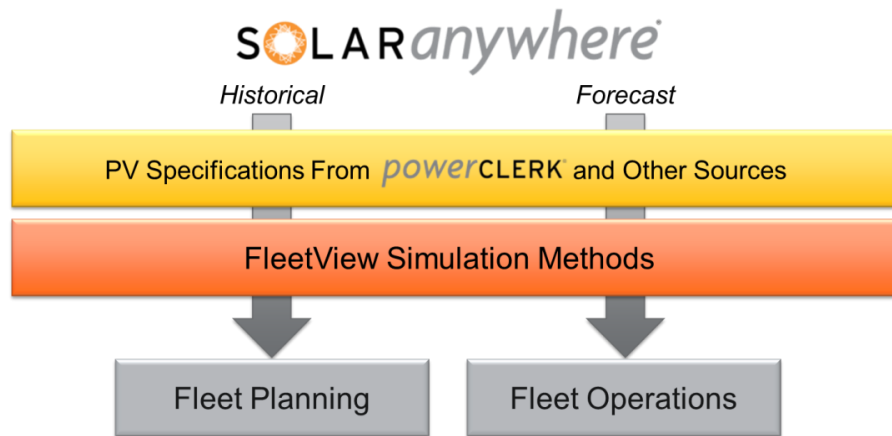 SOLARanywhere®
Historical Forecast
PV Specifications From powerCLERK® and Other Sources
FleetView Simulation Methods
Fleet Planning Fleet Operations